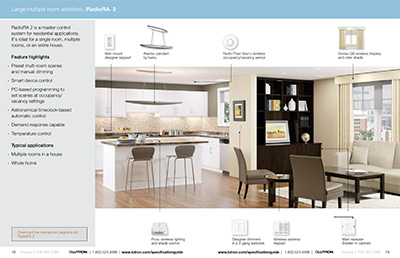 Large/multiple room solutions | RadioRA® 2
RadioRA 2 is a master control
system for residential applications.
It's ideal for a single room, multiple
rooms, or an entire house.
Feature highlights
• Preset multi-room scenes
and manual dimming
• Smart device control
• PC-based programming to
set scenes at occupancy/
vacancy settings
• Astronomical timeclock-based
automatic control
• Demand response capable
• Temperature control
Typical applications
• Multiple rooms in a house
• Whole home
Download the connection diagrams for
RadioRA 2
Wall-mount
designer keypad
pendant
Radio Powr Savr™ wireless
occupancy/vacancy sensor
Sivoia® QS wireless drapery
and roller shade
Pico® wireless lighting
and shade control
Designer dimmers
in a 2-gang wallplate
Wireless tabletop
keypad
Main repeater
(hidden in cabinet)
LUTRON | 1.800.523.9466 | www.lutron.com/specificationguide
www.lutron.com/specificationguide | 1.800.523.9466 | LUTRON